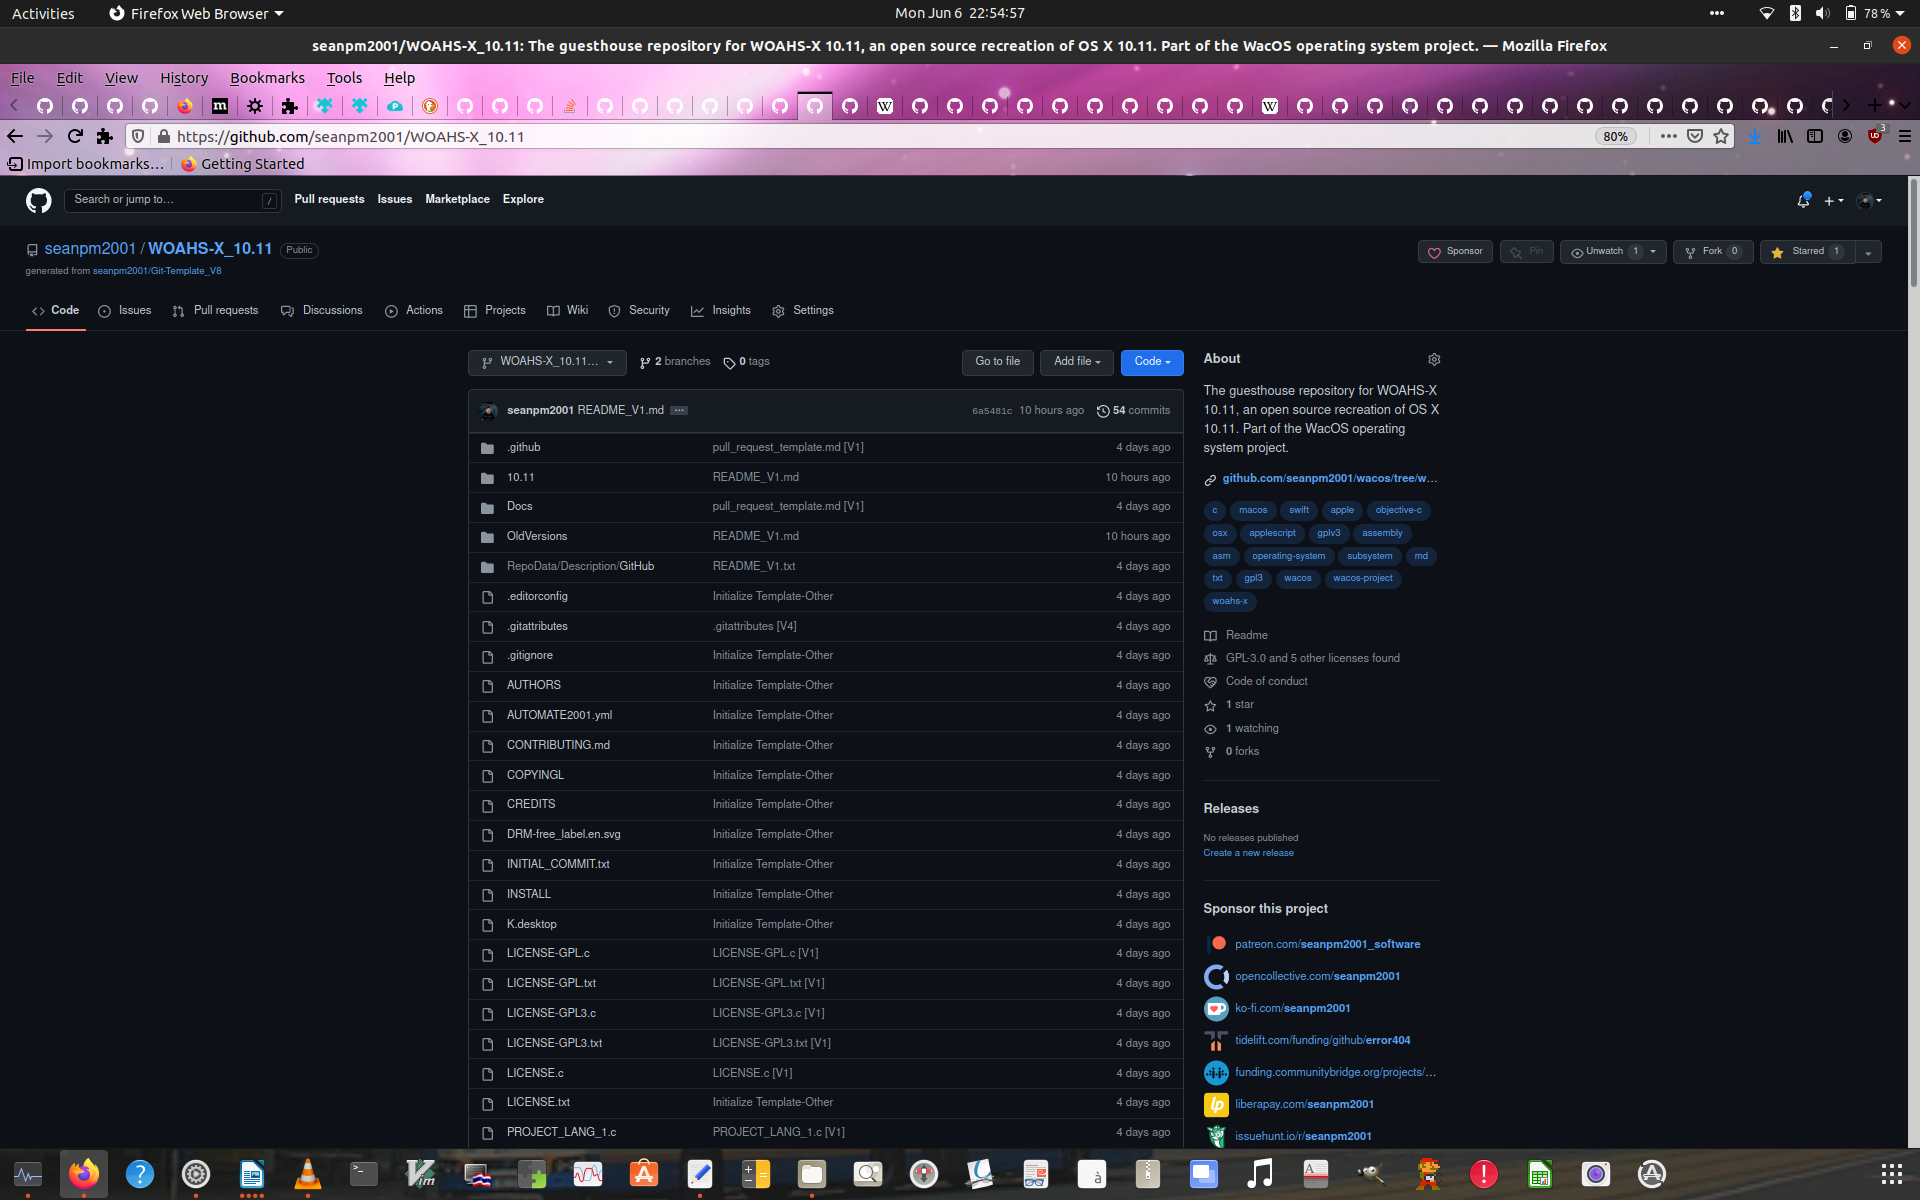 Activities
Firefox Web Browser
Mon Jun 6 22:54:57
78 %
seanpm2001/WOAHS-X_10.11: The guesthouse repository for WOAHS-X 10.11, an open source recreation of OS X 10.11. Part of the WacOS operating system project. — Mozilla Firefox
File Edit View History Bookmarks Tools Help
https://github.com/seanpm2001/WOAHS-X_10.11
80%
3
Import bookmarks…
Getting Started
Search or jump to…
/
Pull requests
Issues
Marketplace
Explore
seanpm2001 / WOAHS-X_10.11
Public
generated from seanpm2001/Git-Template_V8
Sponsor
Pin
Unwatch 1
Fork 0
Starred 1
Code
Issues
Pull requests
Discussions
Actions
Projects
Wiki
Security
Insights
Settings
WOAHS-X_10.11…
2 branches
0 tags
Go to file
Add file
Code
seanpm2001 README_V1.md
6a5481c 10 hours ago
54 commits
.github pull_request_template.md [V1] 4 days ago
10.11 README_V1.md 10 hours ago
Docs pull_request_template.md [V1] 4 days ago
OldVersions README_V1.md 10 hours ago
RepoData/Description/GitHub README_V1.txt 4 days ago
.editorconfig Initialize Template-Other 4 days ago
.gitattributes .gitattributes [V4] 4 days ago
.gitignore Initialize Template-Other 4 days ago
AUTHORS Initialize Template-Other 4 days ago
AUTOMATE2001.yml Initialize Template-Other 4 days ago
CONTRIBUTING.md Initialize Template-Other 4 days ago
COPYINGL Initialize Template-Other 4 days ago
CREDITS Initialize Template-Other 4 days ago
DRM-free_label.en.svg Initialize Template-Other 4 days ago
INITIAL_COMMIT.txt Initialize Template-Other 4 days ago
INSTALL Initialize Template-Other 4 days ago
K.desktop Initialize Template-Other 4 days ago
LICENSE-GPL.c LICENSE-GPL.c [V1] 4 days ago
LICENSE-GPL.txt LICENSE-GPL.txt [V1] 4 days ago
LICENSE-GPL3.c LICENSE-GPL3.c [V1] 4 days ago
LICENSE-GPL3.txt LICENSE-GPL3.txt [V1] 4 days ago
LICENSE.c LICENSE.c [V1] 4 days ago
LICENSE.txt Initialize Template-Other 4 days ago
PROJECT_LANG_1.c PROJECT_LANG_1.c [V1] 4 days ago
About
The guesthouse repository for WOAHS-X
10.11, an open source recreation of OS X
10.11. Part of the WacOS operating
system project.
github.com/seanpm2001/wacos/tree/w…
c macos swift apple objective-c
osx applescript gplv3 assembly
asm operating-system subsystem md
txt gpl3 wacos wacos-project
woahs-x
Readme
GPL-3.0 and 5 other licenses found
Code of conduct
1 star
1 watching
0 forks
Releases
No releases published
Create a new release
Sponsor this project
patreon.com/seanpm2001_software
opencollective.com/seanpm2001
ko-fi.com/seanpm2001
tidelift.com/funding/github/error404
funding.communitybridge.org/projects/…
liberapay.com/seanpm2001
issuehunt.io/r/seanpm2001